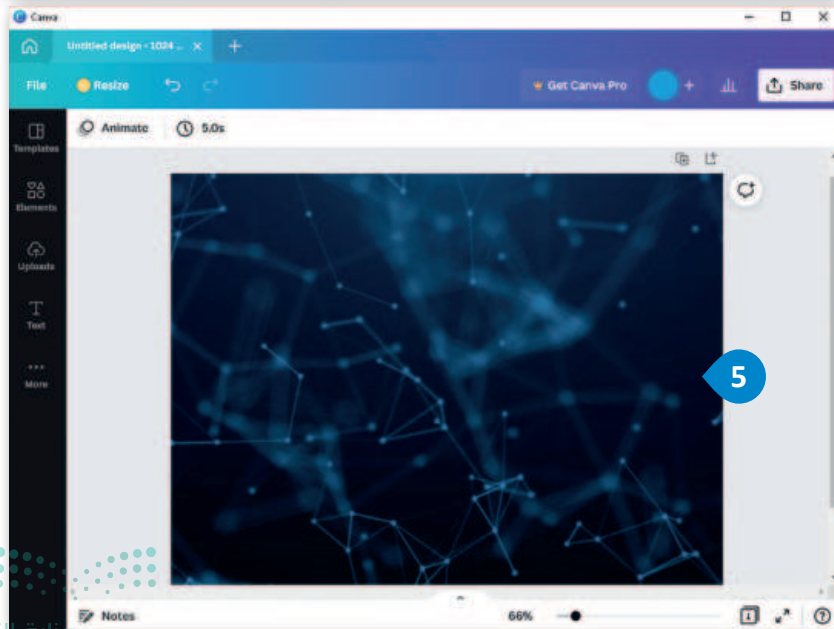 Canva
Untitled design - 1024 ... × +
File Resize Get Canva Pro + Share
Animate 5.0s
Templates
Elements
Uploads
Text
More
5
Notes 66% 1